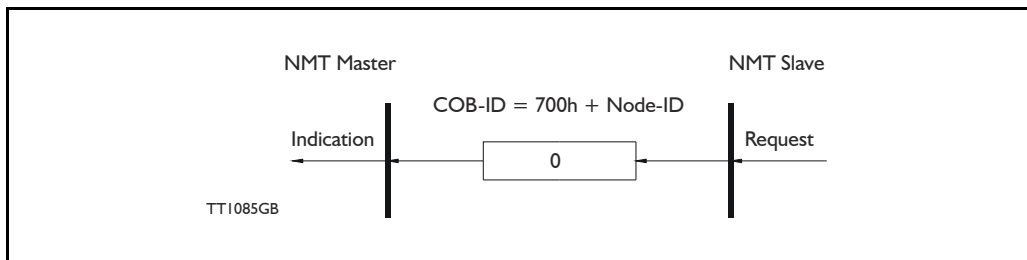 NMT Master
NMT Slave
COB-ID = 700h + Node-ID
Indication
0
Request
TT1085GB